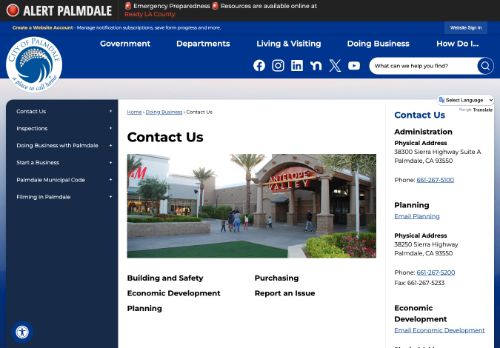 ALERT PALMDALE
🚨 Emergency Preparedness 🚨 Resources are available online at
Ready LA County.
Create a Website Account - Manage notification subscriptions, save form progress and more.
Website Sign In
CITY OF PALMDALE
a place to call home
Government
Departments
Living & Visiting
Doing Business
How Do I...
What can we help you find?
Select Language
Google Translate
Contact Us
Inspections
Doing Business with Palmdale
Start a Business
Palmdale Municipal Code
Filming in Palmdale
Home › Doing Business › Contact Us
Contact Us
H&M
ANTELOPE
VALLEY
Building and Safety
Economic Development
Planning
Purchasing
Report an Issue
Contact Us
Administration
Physical Address
38300 Sierra Highway Suite A
Palmdale, CA 93550
Phone: 661-267-5100
Planning
Email Planning
Physical Address
38250 Sierra Highway
Palmdale, CA 93550
Phone: 661-267-5200
Fax: 661-267-5233
Economic
Development
Email Economic Development